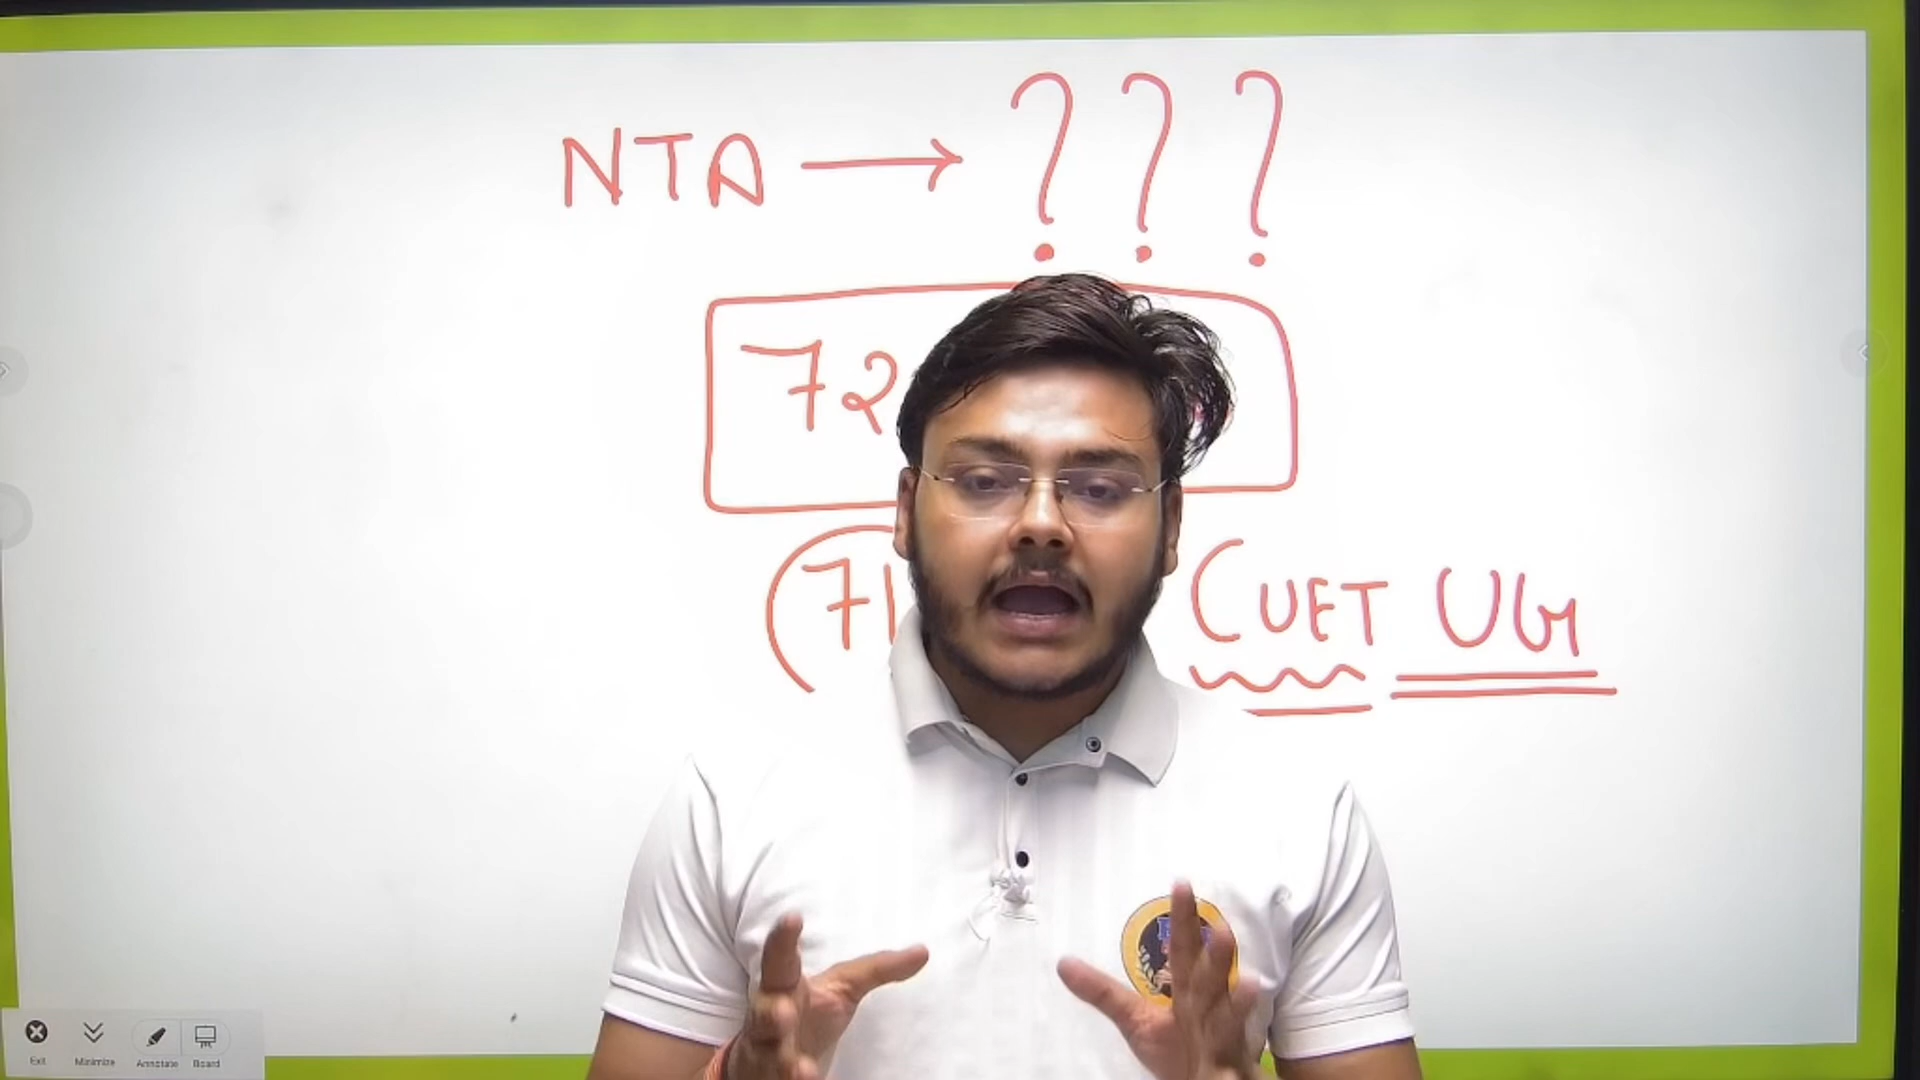 NTA → ???
72
(71 CUET UG
Exit Minimize Annotate Board